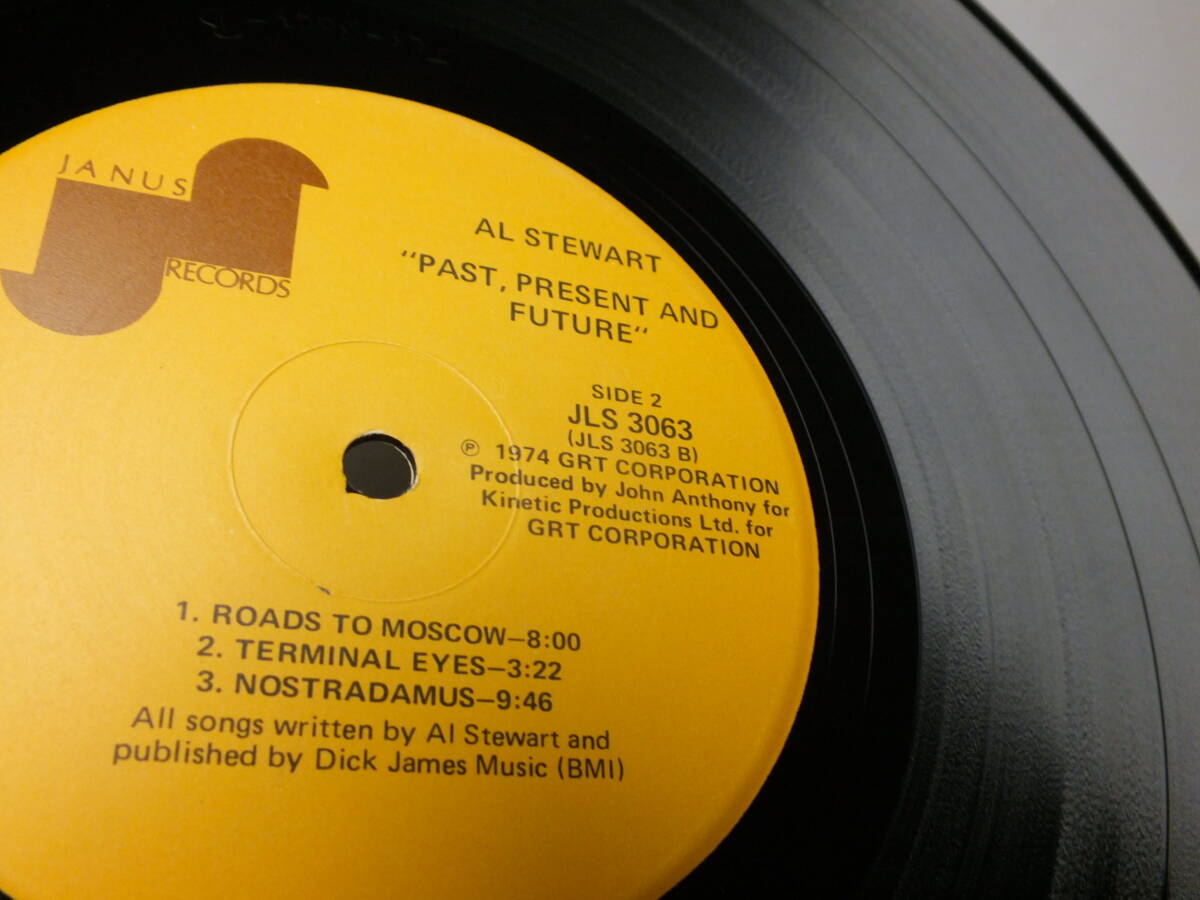 JANUS
RECORDS
AL STEWART
"PAST, PRESENT AND
FUTURE"
SIDE 2
JLS 3063
(JLS 3063 B)
℗ 1974 GRT CORPORATION
Produced by John Anthony for
Kinetic Productions Ltd. for
GRT CORPORATION
1. ROADS TO MOSCOW—8:00
2. TERMINAL EYES—3:22
3. NOSTRADAMUS—9:46
All songs written by Al Stewart and
published by Dick James Music (BMI)